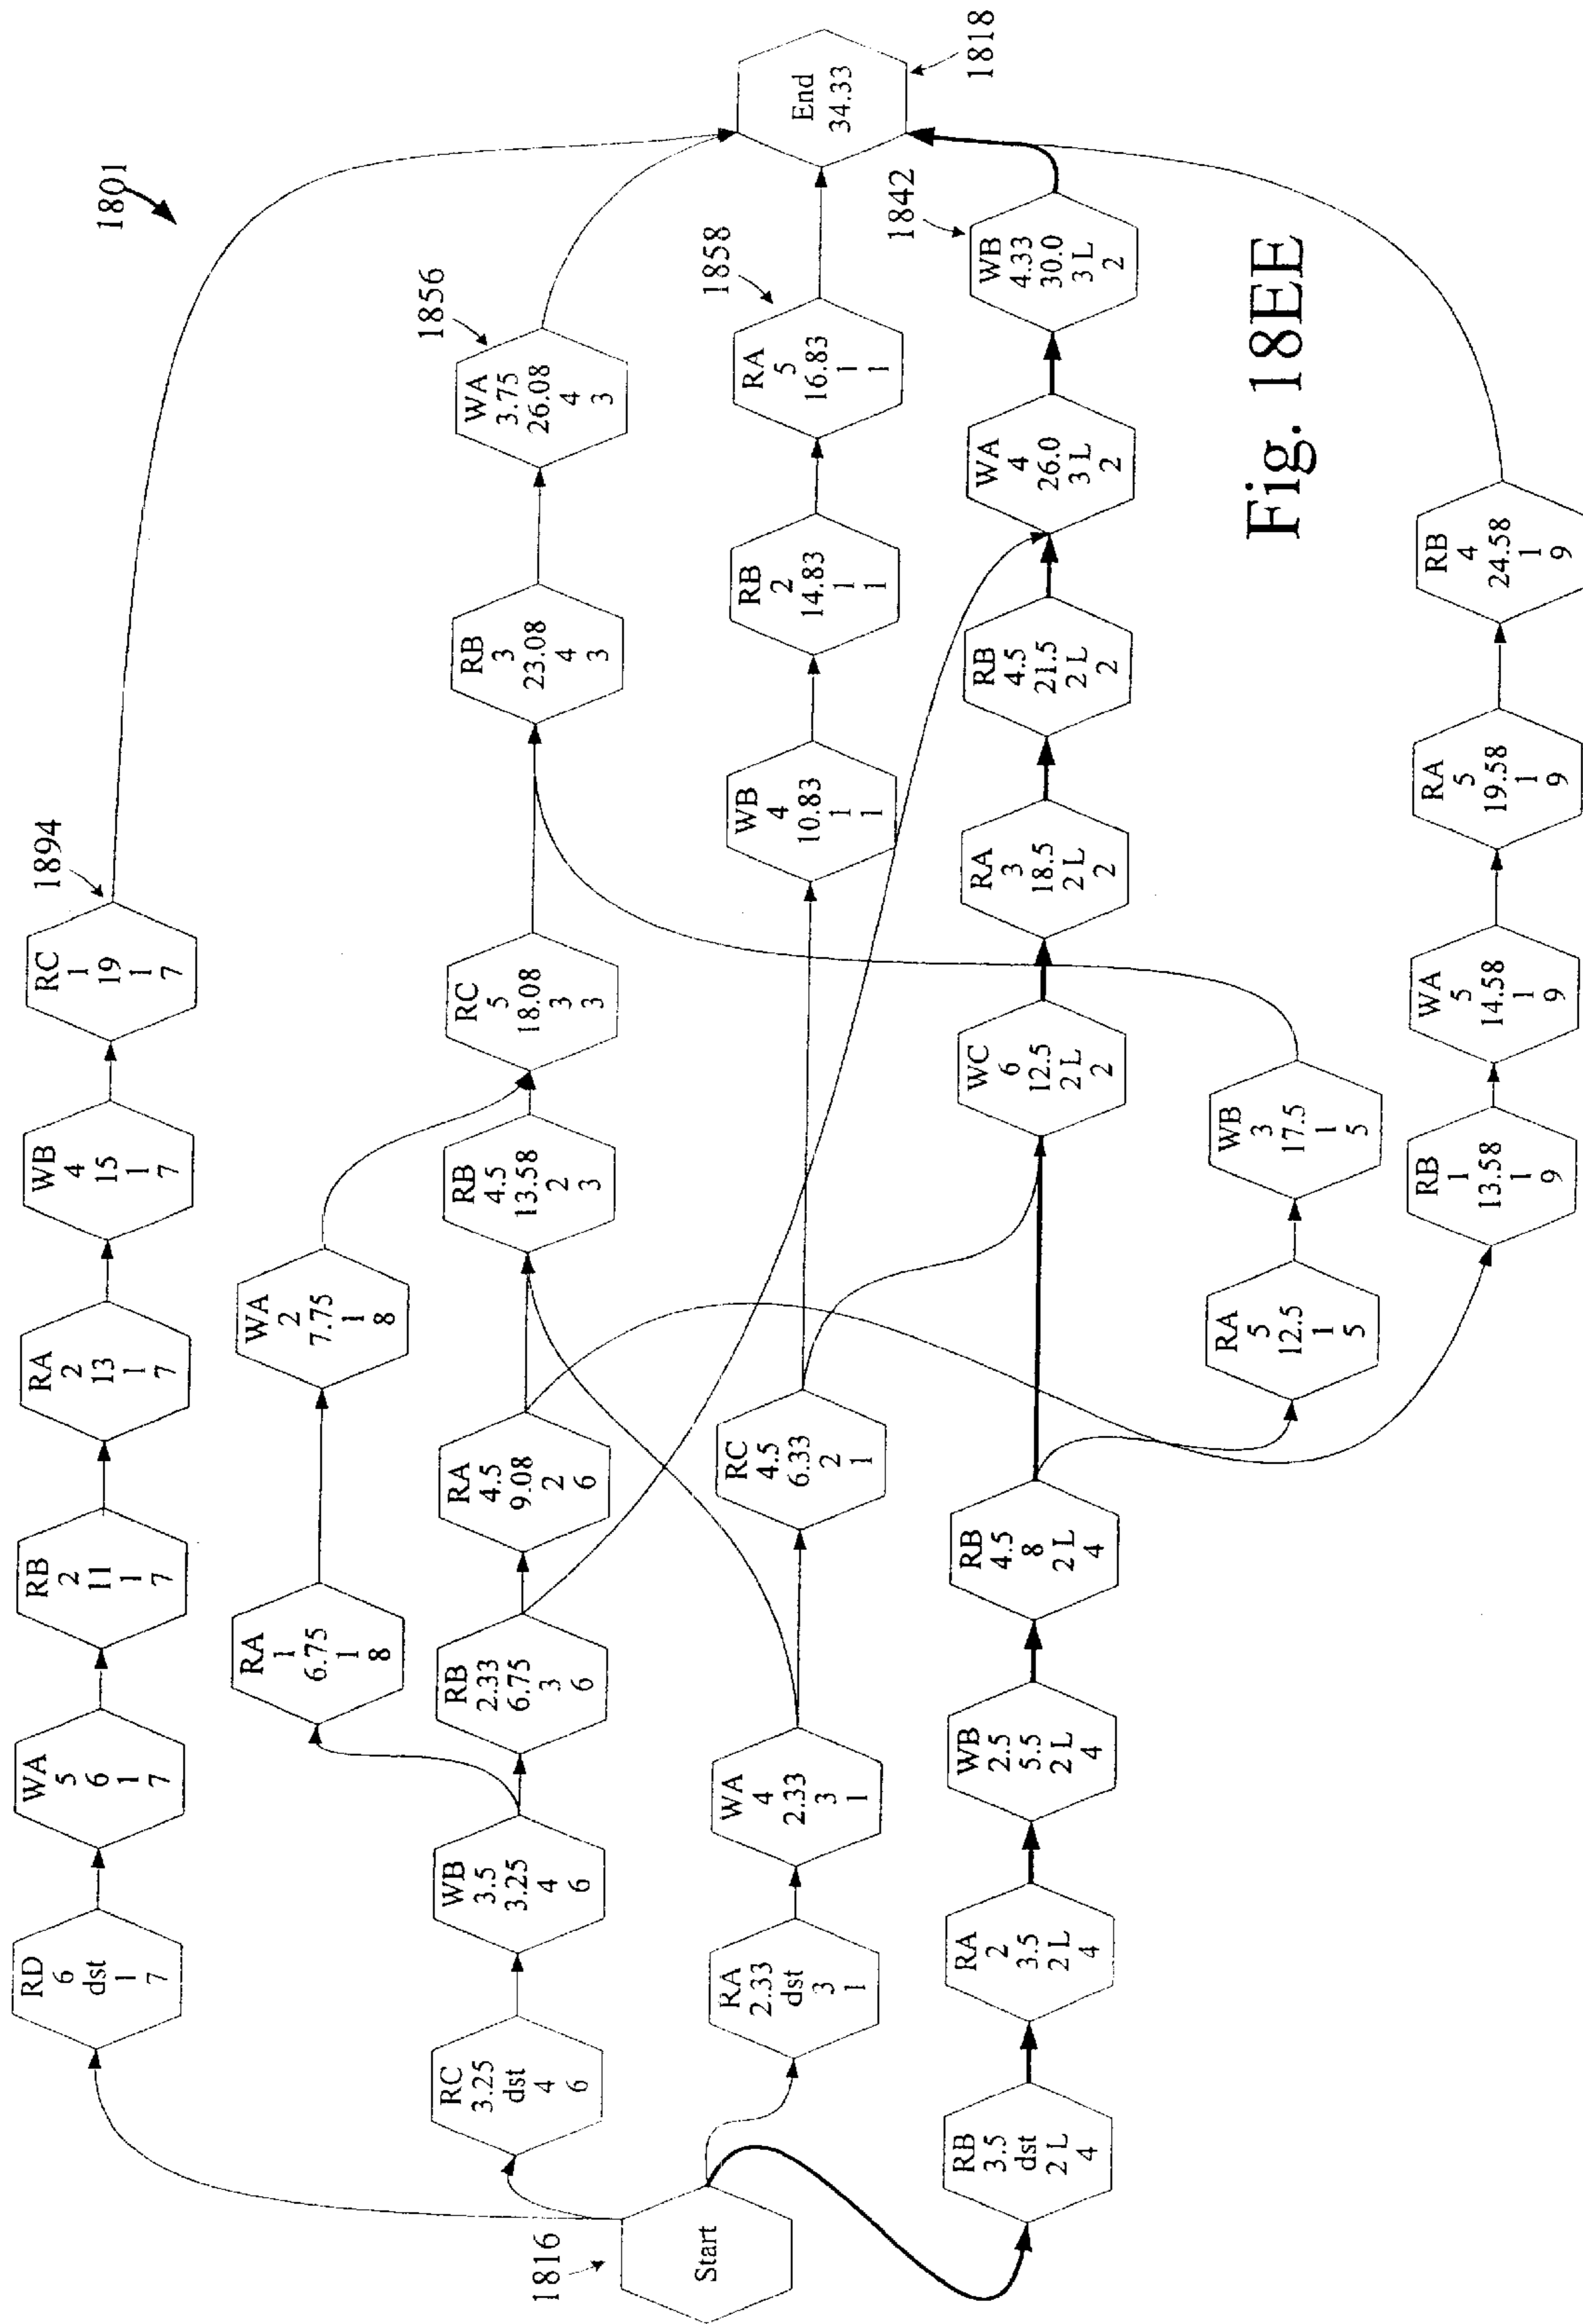 1801
RD
6
dst
1
7
WA
5
6
1
7
RB
2
11
1
7
RA
2
13
1
7
WB
4
15
1
7
RC
1
19
1
7
1894
RA
1
6.75
1
8
WA
2
7.75
1
8
RC
3.25
dst
4
6
WB
3.5
3.25
4
6
RB
2.33
6.75
3
6
RA
4.5
9.08
2
6
RB
4.5
13.58
2
3
RC
5
18.08
3
3
RB
3
23.08
4
3
WA
3.75
26.08
4
3
1856
1816
Start
RA
2.33
dst
3
1
WA
4
2.33
3
1
RC
4.5
6.33
2
1
WB
4
10.83
1
1
RB
2
14.83
1
1
RA
5
16.83
1
1
1858
End
34.33
1818
RB
3.5
dst
2 L
4
RA
2
3.5
2 L
4
WB
2.5
5.5
2 L
4
RB
4.5
8
2 L
4
WC
6
12.5
2 L
2
RA
3
18.5
2 L
2
RB
4.5
21.5
2 L
2
WA
4
26.0
3 L
2
WB
4.33
30.0
3 L
2
1842
RA
5
12.5
1
5
WB
3
17.5
1
5
RB
1
13.58
1
9
WA
5
14.58
1
9
RA
5
19.58
1
9
RB
4
24.58
1
9
Fig. 18EE